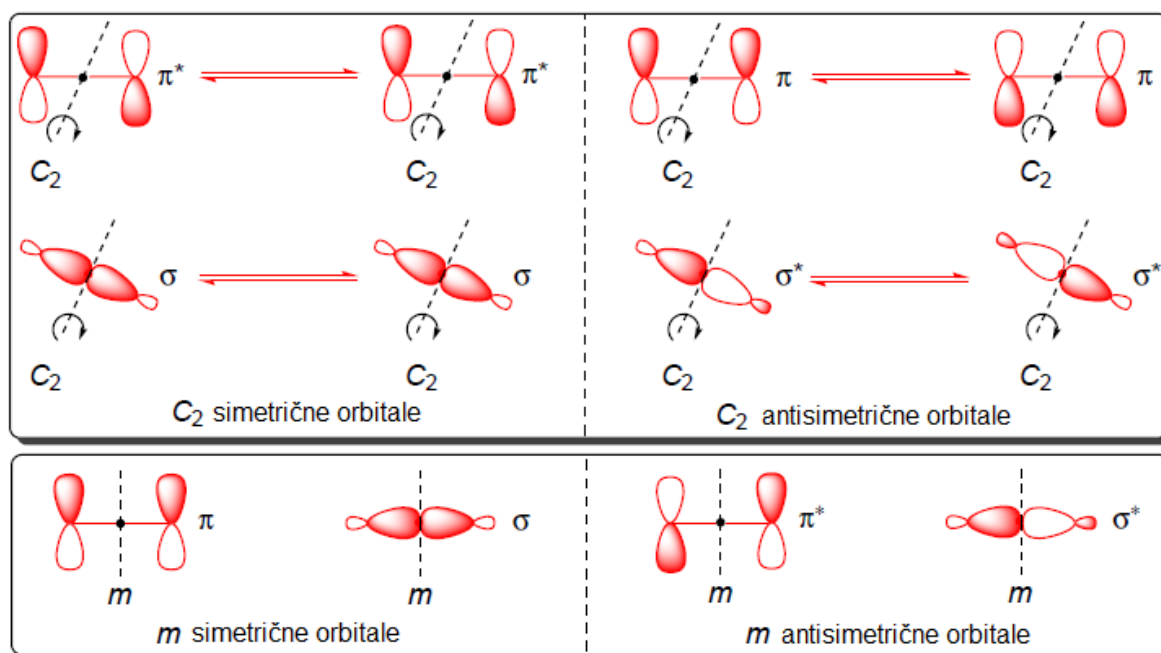 π* π* π π
C2 C2 C2 C2
σ σ σ* σ*
C2 C2 C2 C2
C2 simetrične orbitale C2 antisimetrične orbitale
π σ π* σ*
m m m m
m simetrične orbitale m antisimetrične orbitale